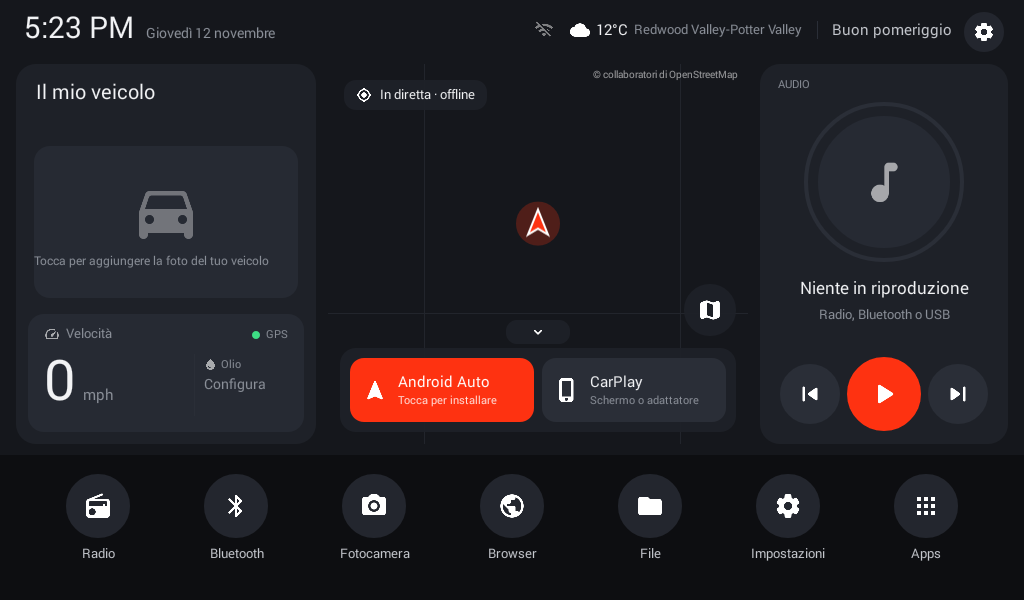 5:23 PM
Giovedì 12 novembre
12°C
Redwood Valley-Potter Valley
Buon pomeriggio
Il mio veicolo
Tocca per aggiungere la foto del tuo veicolo
Velocità
GPS
0 mph
Olio
Configura
© collaboratori di OpenStreetMap
In diretta · offline
Android Auto
Tocca per installare
CarPlay
Schermo o adattatore
AUDIO
Niente in riproduzione
Radio, Bluetooth o USB
Radio
Bluetooth
Fotocamera
Browser
File
Impostazioni
Apps